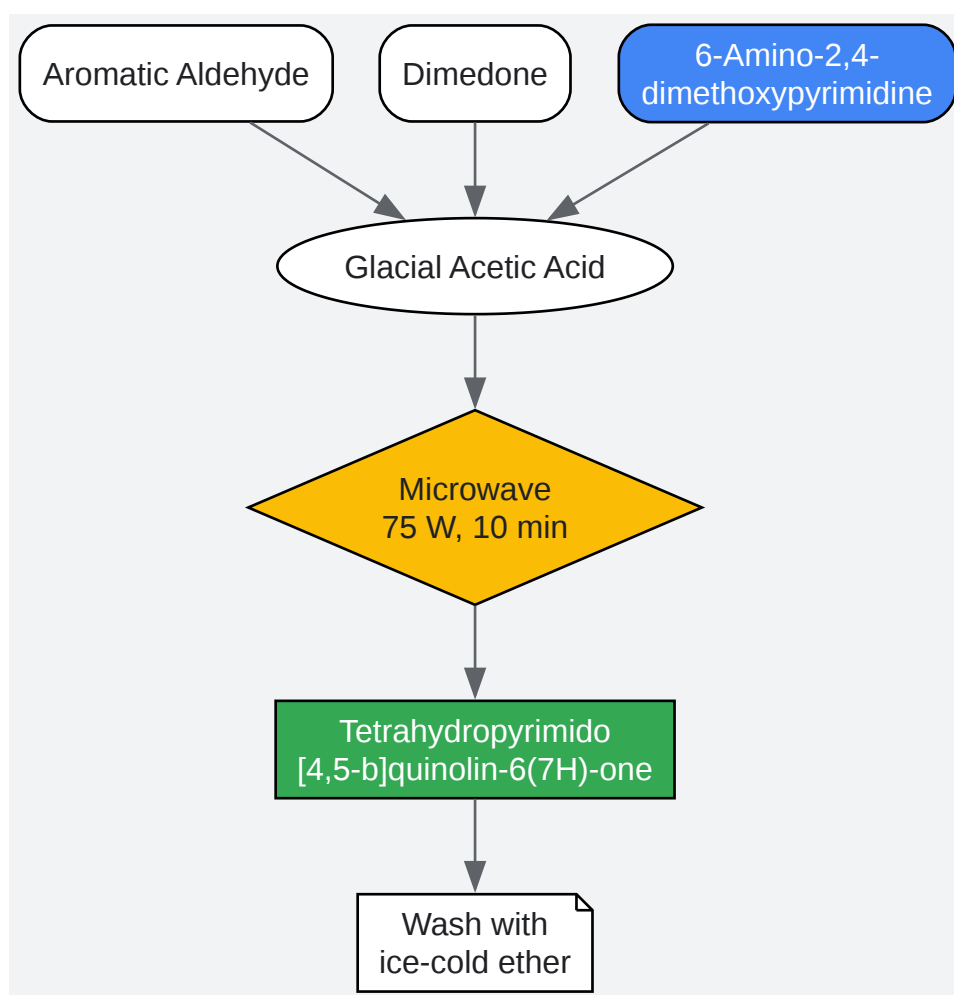 Aromatic Aldehyde
Dimedone
6-Amino-2,4-
dimethoxypyrimidine
Glacial Acetic Acid
Microwave
75 W, 10 min
Tetrahydropyrimido
[4,5-b]quinolin-6(7H)-one
Wash with
ice-cold ether